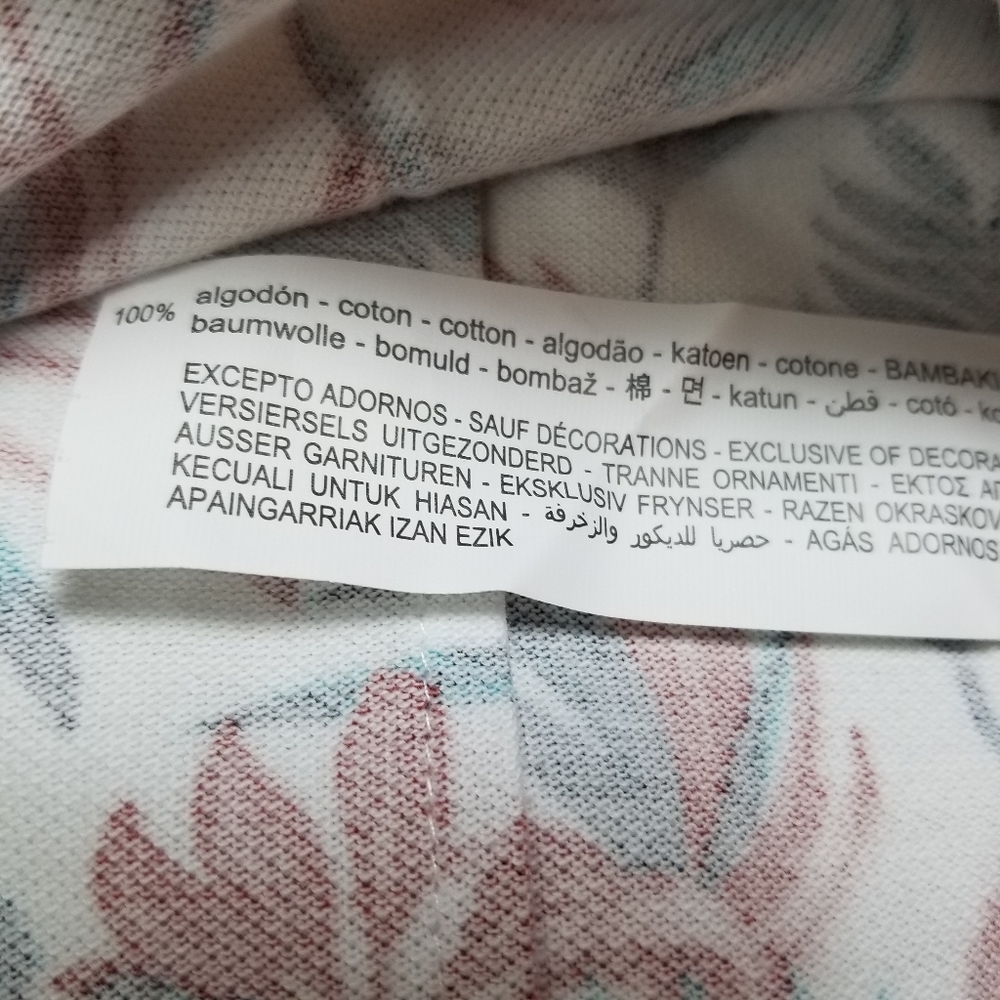 100% algodón - coton - cotton - algodão - katoen - cotone -
baumwolle - bomuld - bombaž - 棉 - 면 - katun - قطن - cotó -
EXCEPTO ADORNOS - SAUF DÉCORATIONS - EXCLUSIVE OF
VERSIERSELS UITGEZONDERD - TRANNE ORNAMENTI - ΕΚΤΟΣ
AUSSER GARNITUREN - EKSKLUSIV FRYNSER - RAZEN OKRASKOV
KECUALI UNTUK HIASAN - حصريا للديكور والزخرفة - AGÁS ADORNOS
APAINGARRIAK IZAN EZIK